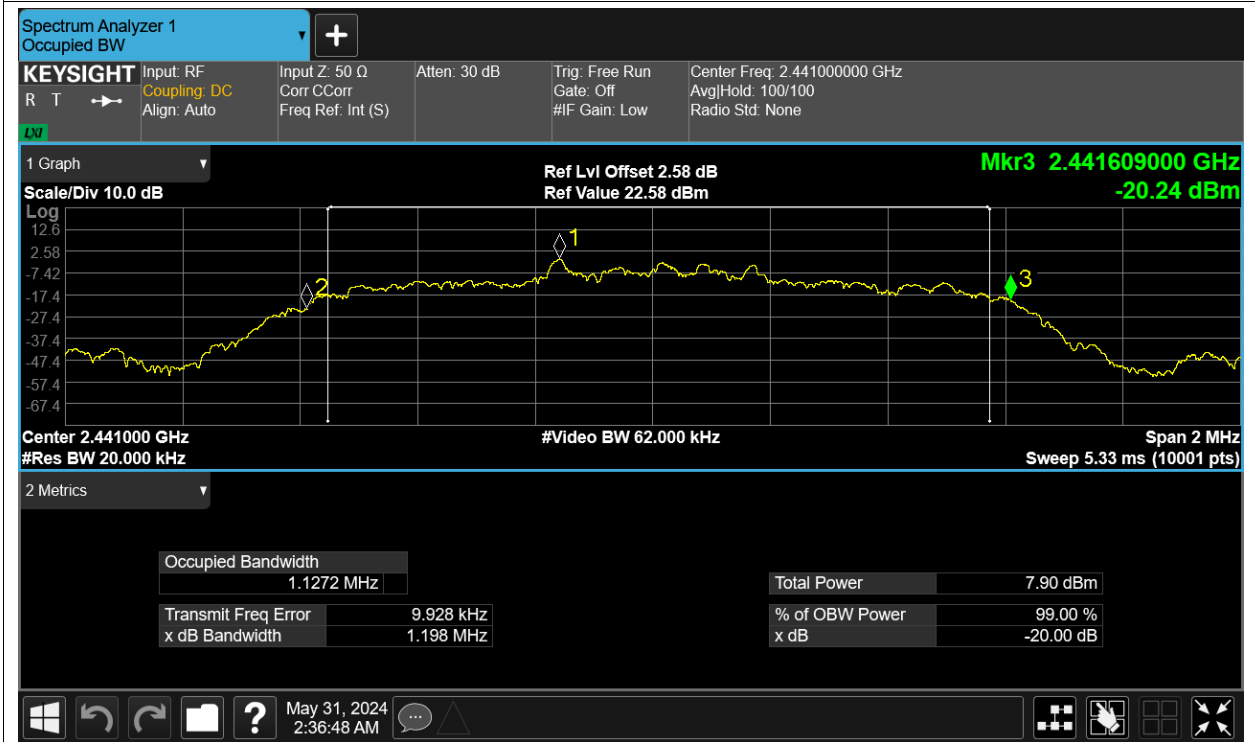 Spectrum Analyzer 1
Occupied BW
KEYSIGHT
R T
LXI
Input: RF
Coupling: DC
Align: Auto
Input Z: 50 Ω
Corr CCorr
Freq Ref: Int (S)
Atten: 30 dB
Trig: Free Run
Gate: Off
#IF Gain: Low
Center Freq: 2.441000000 GHz
Avg|Hold: 100/100
Radio Std: None
1 Graph
Scale/Div 10.0 dB
Log
Ref Lvl Offset 2.58 dB
Ref Value 22.58 dBm
Mkr3 2.441609000 GHz
-20.24 dBm
12.6
2.58
-7.42
-17.4
-27.4
-37.4
-47.4
-57.4
-67.4
1
2
3
Center 2.441000 GHz
#Video BW 62.000 kHz
Span 2 MHz
#Res BW 20.000 kHz
Sweep 5.33 ms (10001 pts)
2 Metrics
Occupied Bandwidth
1.1272 MHz
Transmit Freq Error 9.928 kHz
x dB Bandwidth 1.198 MHz
Total Power 7.90 dBm
% of OBW Power 99.00 %
x dB -20.00 dB
?
May 31, 2024
2:36:48 AM